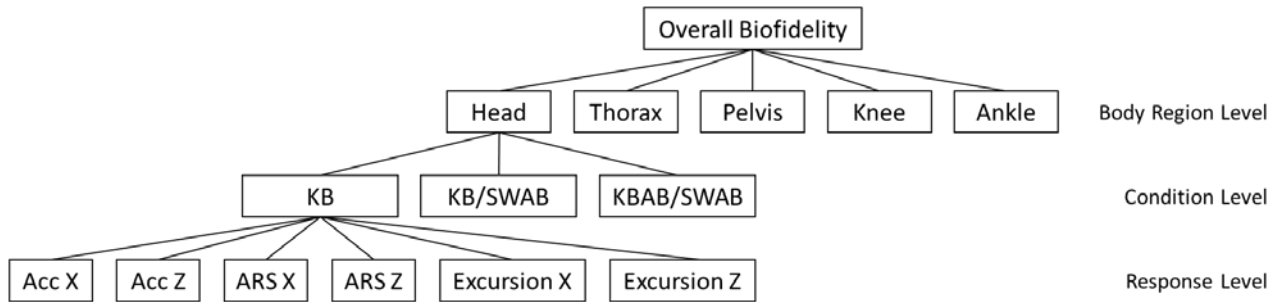 Overall Biofidelity
Head Thorax Pelvis Knee Ankle Body Region Level
KB KB/SWAB KBAB/SWAB Condition Level
Acc X Acc Z ARS X ARS Z Excursion X Excursion Z Response Level